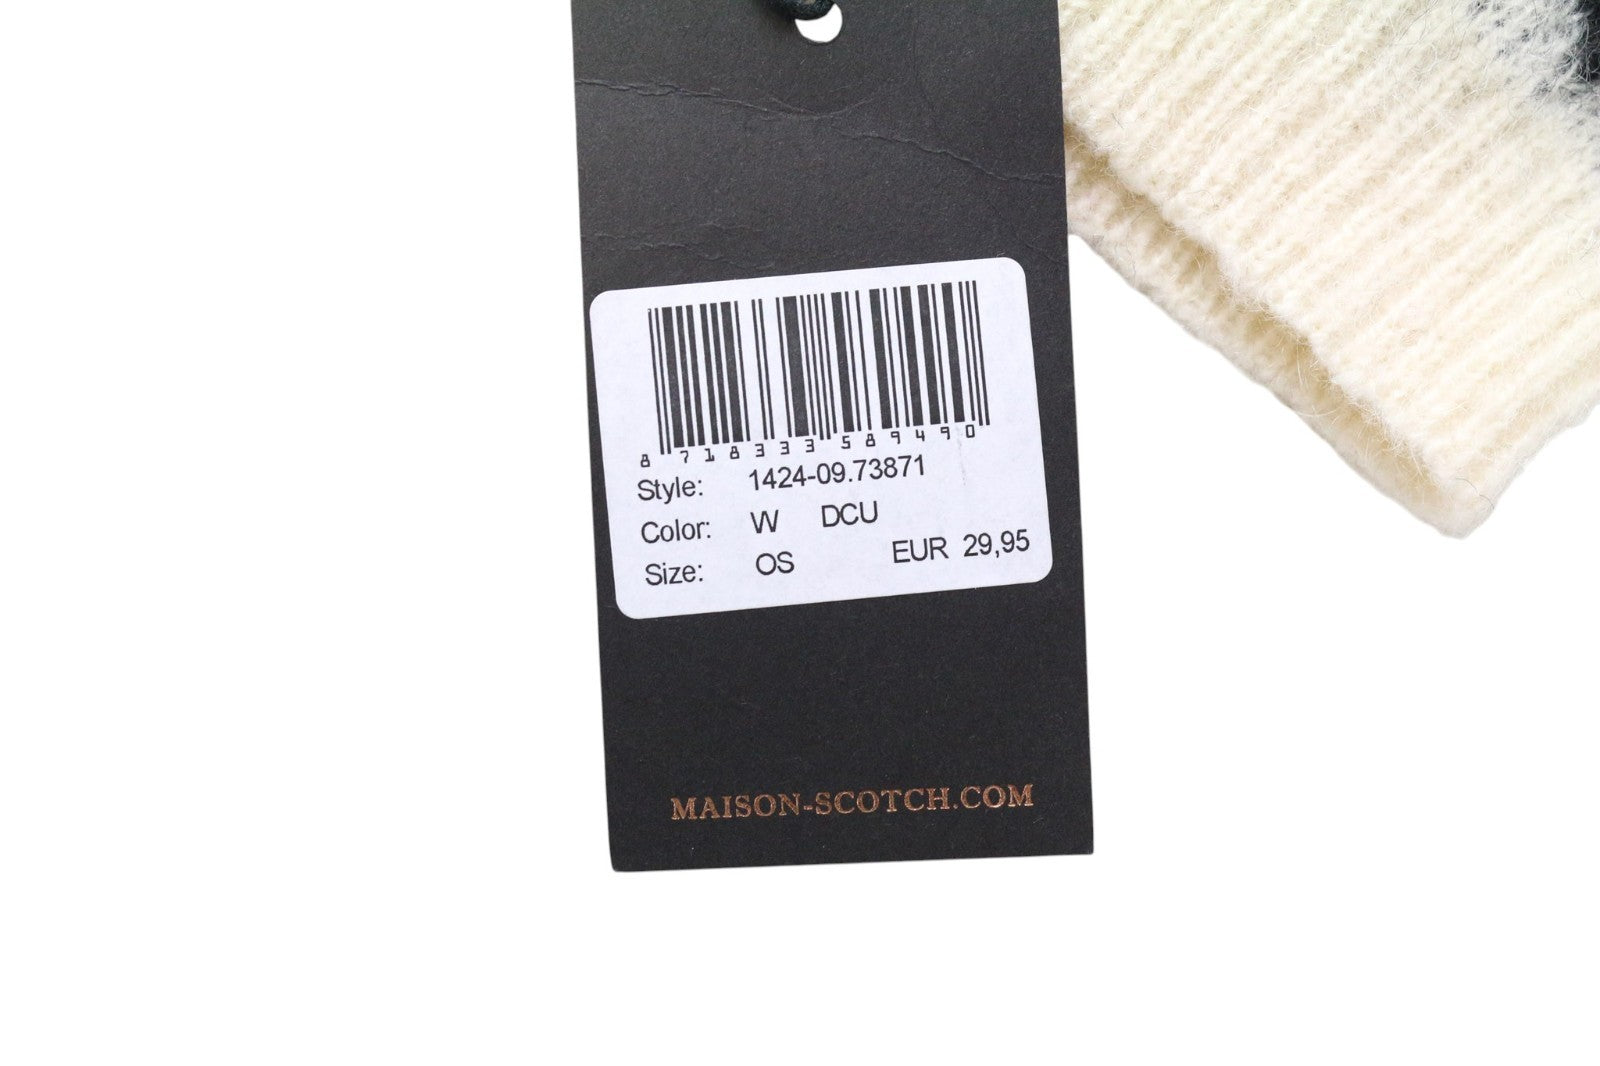 8 718333 589490
Style: 1424-09.73871
Color: W DCU
Size: OS EUR 29,95
MAISON-SCOTCH.COM